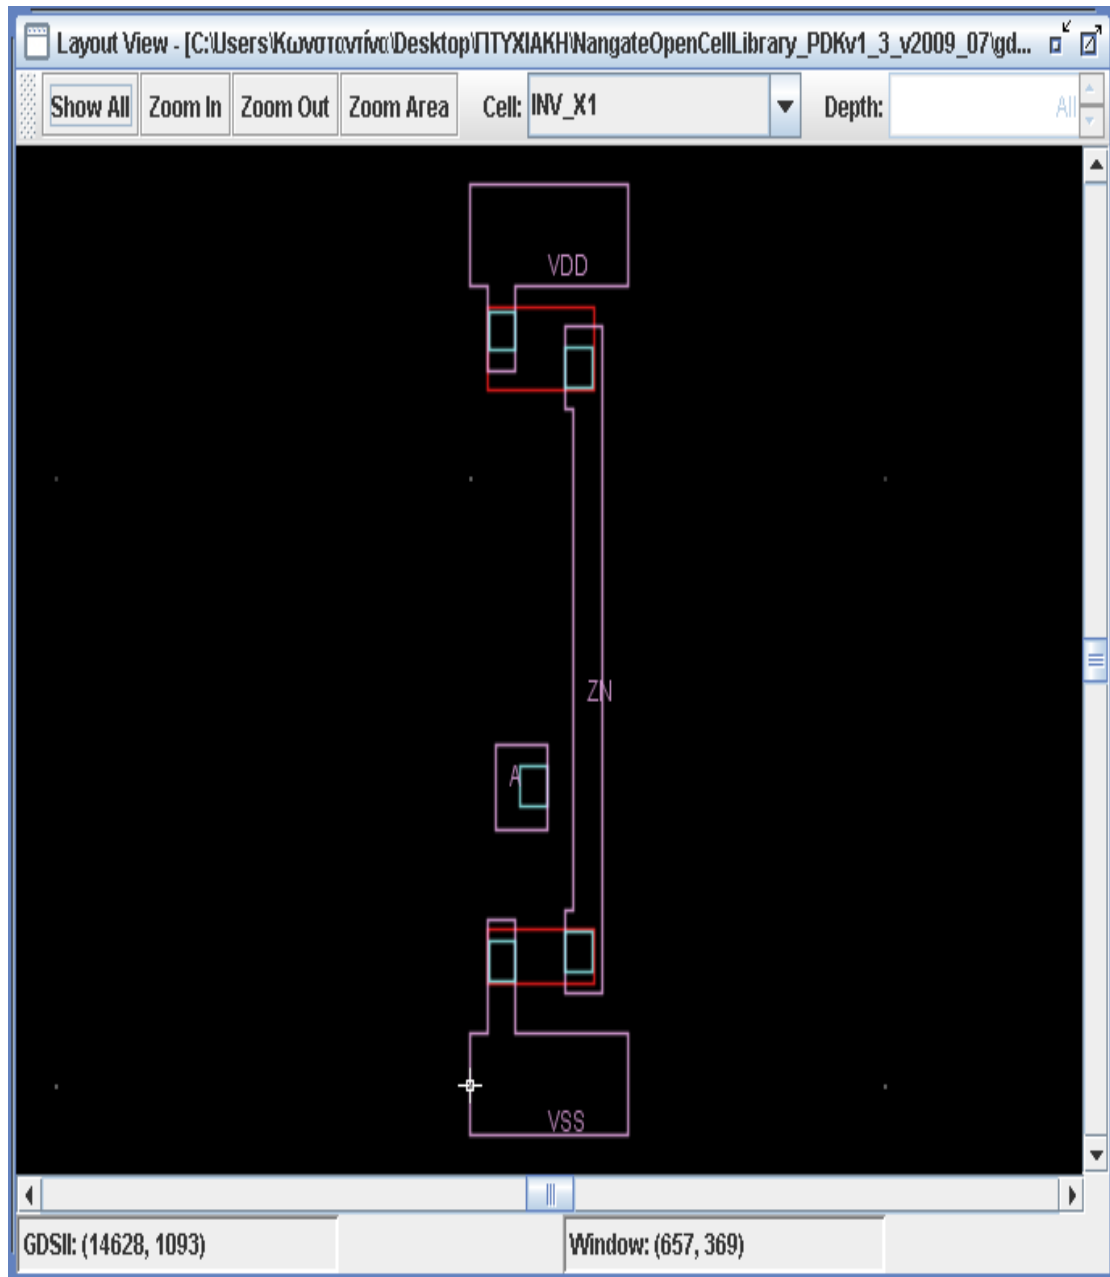 Layout View - [C:\Users\Κωνσταντίνα\Desktop\ΠΤΥΧΙΑΚΗ\NangateOpenCellLibrary_PDKv1_3_v2009_07\gd...
Show All Zoom In Zoom Out Zoom Area Cell: INV_X1 Depth: All
VDD
ZN
A
VSS
GDSII: (14628, 1093) Window: (657, 369)